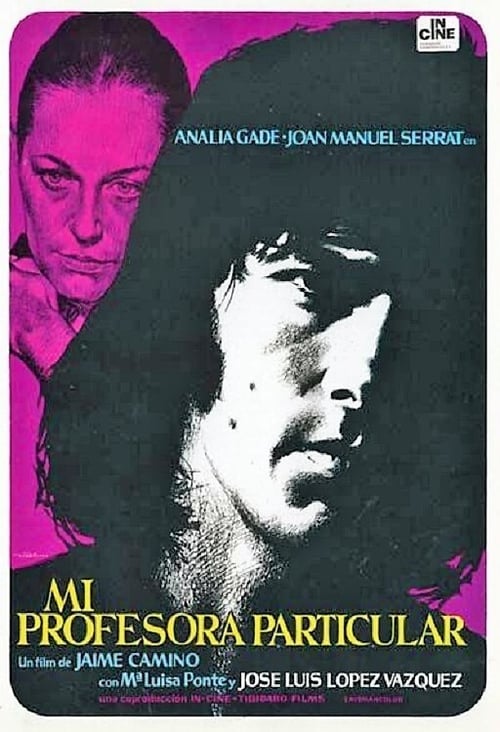 IN
CINE
ANALIA GADE • JOAN MANUEL SERRAT en
MI
PROFESORA PARTICULAR
Un film de JAIME CAMINO
con Mª Luisa Ponte y JOSE LUIS LOPEZ VAZQUEZ
una coproducción IN-CINE - TIBIDABO FILMS EASTMANCOLOR